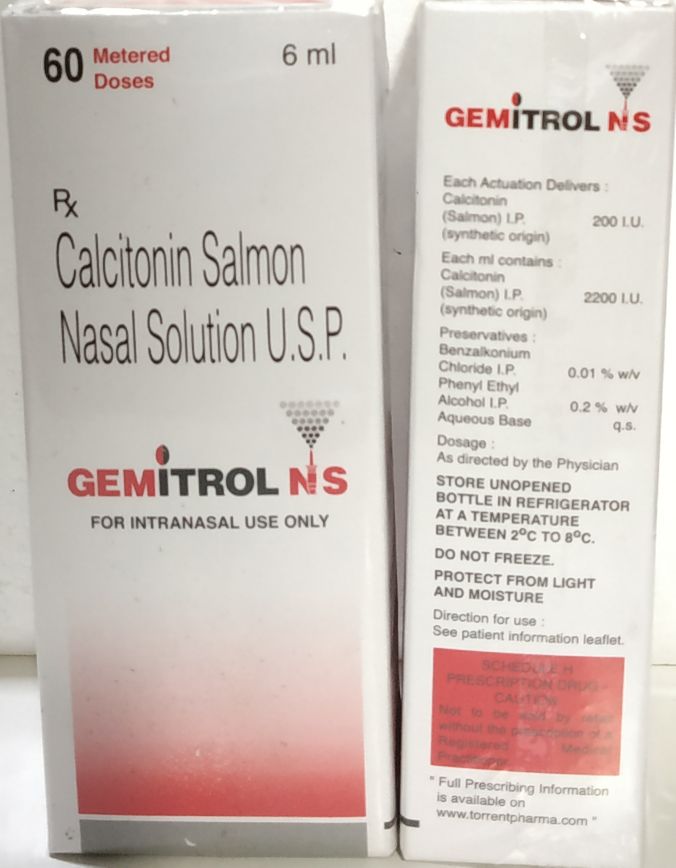 60 Metered
Doses
6 ml
Rx
Calcitonin Salmon
Nasal Solution U.S.P.
GEMITROL NS
FOR INTRANASAL USE ONLY
GEMITROL NS
Each Actuation Delivers :
Calcitonin
(Salmon) I.P. 200 I.U.
(synthetic origin)
Each ml contains :
Calcitonin
(Salmon) I.P. 2200 I.U.
(synthetic origin)
Preservatives :
Benzalkonium
Chloride I.P. 0.01 % w/v
Phenyl Ethyl
Alcohol I.P. 0.2 % w/v
Aqueous Base q.s.
Dosage :
As directed by the Physician
STORE UNOPENED
BOTTLE IN REFRIGERATOR
AT A TEMPERATURE
BETWEEN 2ºC TO 8ºC.
DO NOT FREEZE.
PROTECT FROM LIGHT
AND MOISTURE
Direction for use :
See patient information leaflet.
SCHEDULE H
PRESCRIPTION DRUG -
CAUTION
Not to be sold by retail
without the prescription of a
Registered Medical
Practitioner.
" Full Prescribing Information
is available on
www.torrentpharma.com "